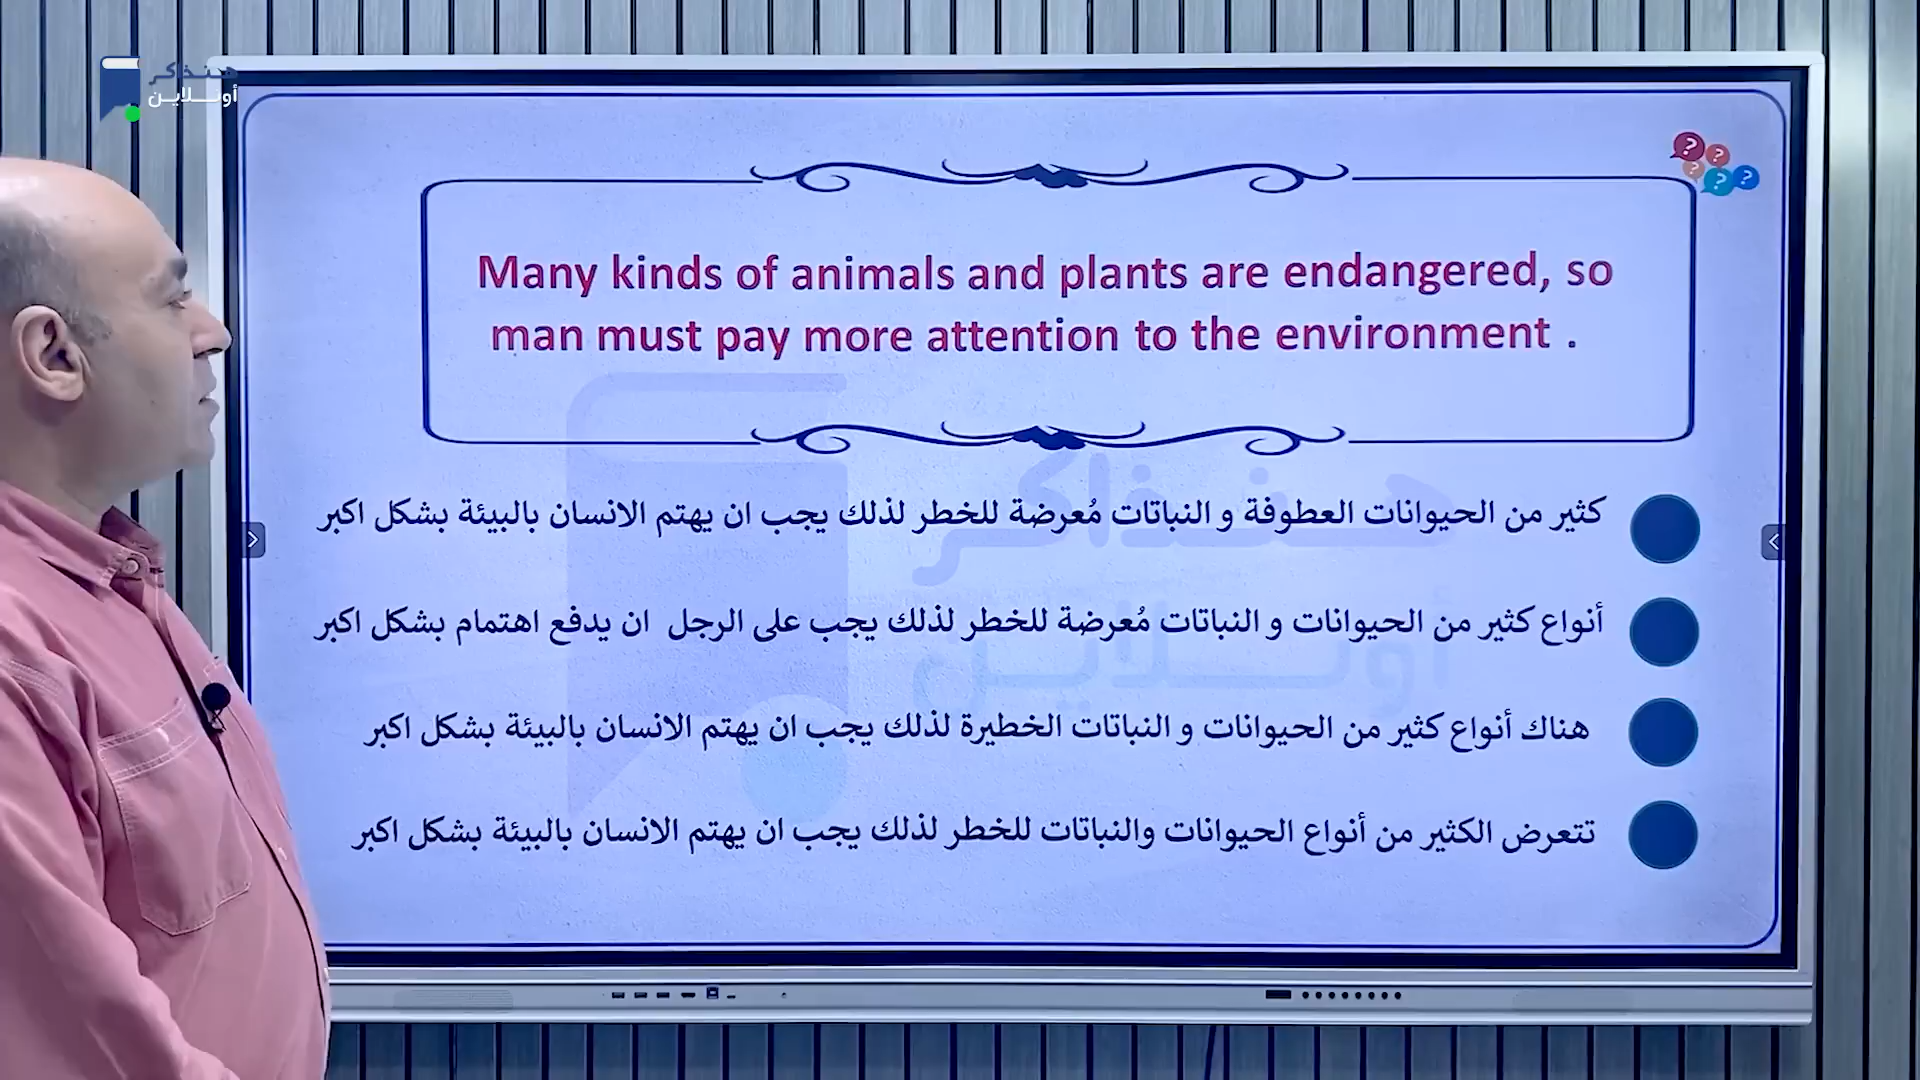 هنذاكر
أونلاين
Many kinds of animals and plants are endangered, so
man must pay more attention to the environment .
كثير من الحيوانات العطوفة و النباتات مُعرضة للخطر لذلك يجب ان يهتم الانسان بالبيئة بشكل اكبر
أنواع كثير من الحيوانات و النباتات مُعرضة للخطر لذلك يجب على الرجل ان يدفع اهتمام بشكل اكبر
هناك أنواع كثير من الحيوانات و النباتات الخطيرة لذلك يجب ان يهتم الانسان بالبيئة بشكل اكبر
تتعرض الكثير من أنواع الحيوانات والنباتات للخطر لذلك يجب ان يهتم الانسان بالبيئة بشكل اكبر
هنذاكر
أونلاين